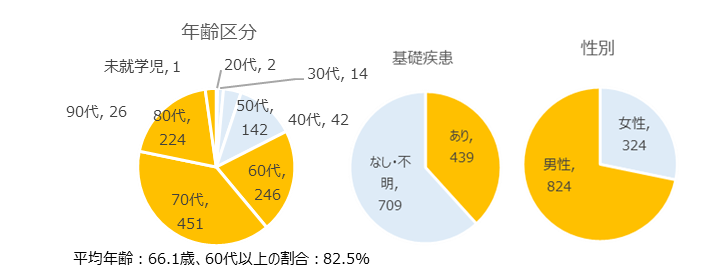 年齢区分
未就学児, 1
20代, 2
30代, 14
40代, 42
50代,
142
60代,
246
70代,
451
80代,
224
90代, 26
平均年齢：66.1歳、60代以上の割合：82.5%
基礎疾患
あり,
439
なし・不
明,
709
性別
女性,
324
男性,
824